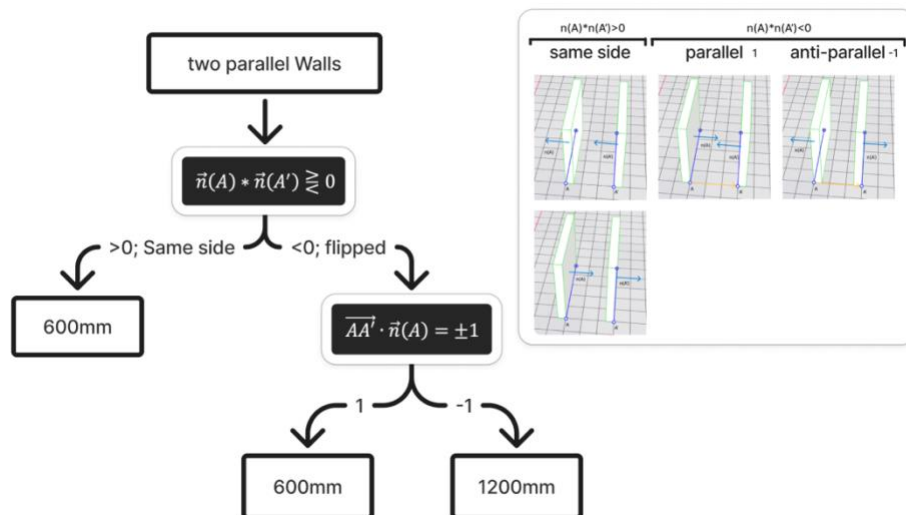 two parallel Walls
n⃗(A) * n⃗(A′) ⪌ 0
>0; Same side
<0; flipped
600mm
AA′⃗ · n⃗(A) = ±1
1
-1
600mm
1200mm
n(A)*n(A')>0
n(A)*n(A')<0
same side
parallel 1
anti-parallel -1